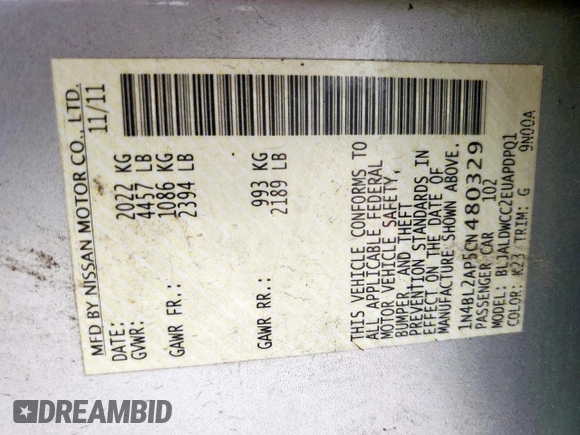 MFD BY NISSAN MOTOR CO., LTD.
DATE: 11/11
GVWR: 2022 KG
4457 LB
GAWR FR: 1086 KG
2394 LB
GAWR RR: 993 KG
2189 LB
THIS VEHICLE CONFORMS TO
ALL APPLICABLE FEDERAL
MOTOR VEHICLE SAFETY,
BUMPER, AND THEFT
PREVENTION STANDARDS IN
EFFECT ON THE DATE OF
MANUFACTURE SHOWN ABOVE.
1N4BL2AP5CN480329
PASSENGER CAR 102
MODEL: BLJALDWCC2EUAPDPQ1
COLOR: K23 TRIM: G 9N00A
DREAMBID